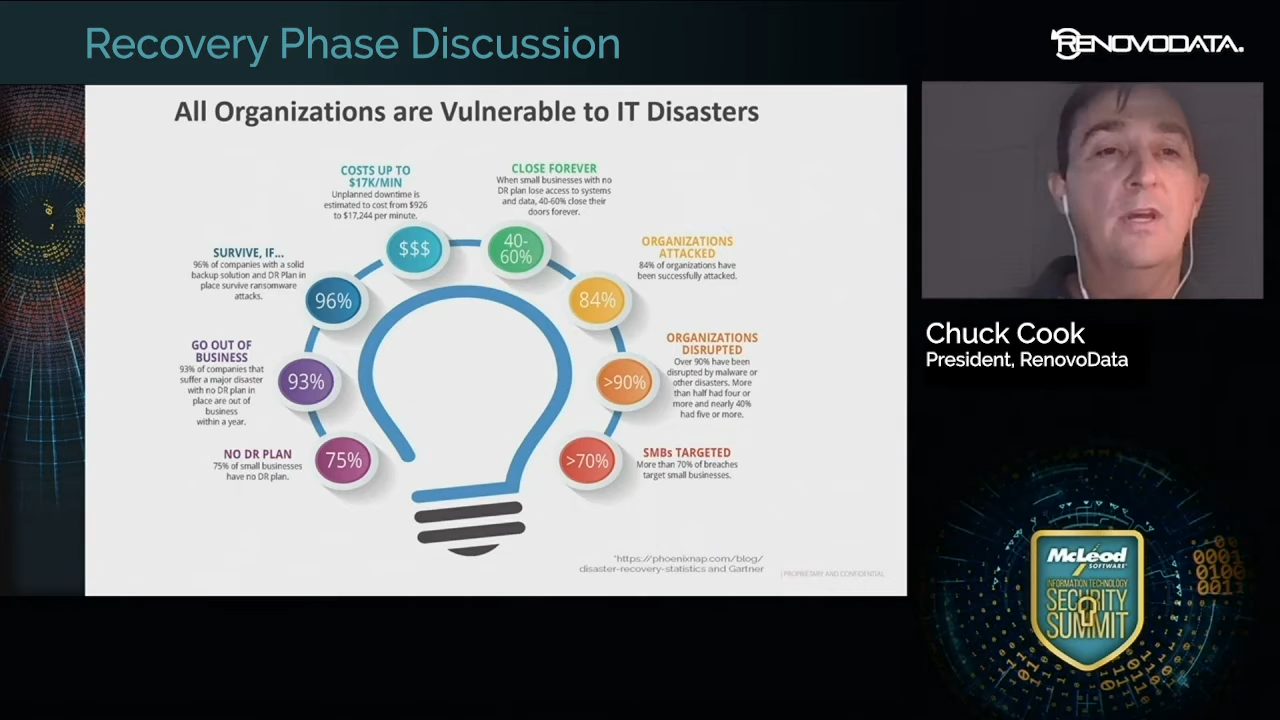 Recovery Phase Discussion
RENOVODATA.
All Organizations are Vulnerable to IT Disasters
COSTS UP TO
$17K/MIN
Unplanned downtime is
estimated to cost from $926
to $17,244 per minute.
CLOSE FOREVER
When small businesses with no
DR plan lose access to systems
and data, 40-60% close their
doors forever.
$$$
40-
60%
SURVIVE, IF...
96% of companies with a solid
backup solution and DR Plan in
place survive ransomware
attacks.
96%
ORGANIZATIONS
ATTACKED
84% of organizations have
been successfully attacked.
84%
GO OUT OF
BUSINESS
93% of companies that
suffer a major disaster
with no DR plan in
place are out of
business
within a year.
93%
ORGANIZATIONS
DISRUPTED
Over 90% have been
disrupted by malware or
other disasters. More
than half had four or
more and nearly 40%
had five or more.
>90%
NO DR PLAN
75% of small businesses
have no DR plan.
75%
SMBs TARGETED
More than 70% of breaches
target small businesses.
>70%
*https://phoenixnap.com/blog/
disaster-recovery-statistics and Gartner
| PROPRIETARY AND CONFIDENTIAL
Chuck Cook
President, RenovoData
McLeod
SOFTWARE
INFORMATION TECHNOLOGY
SECURITY
SUMMIT